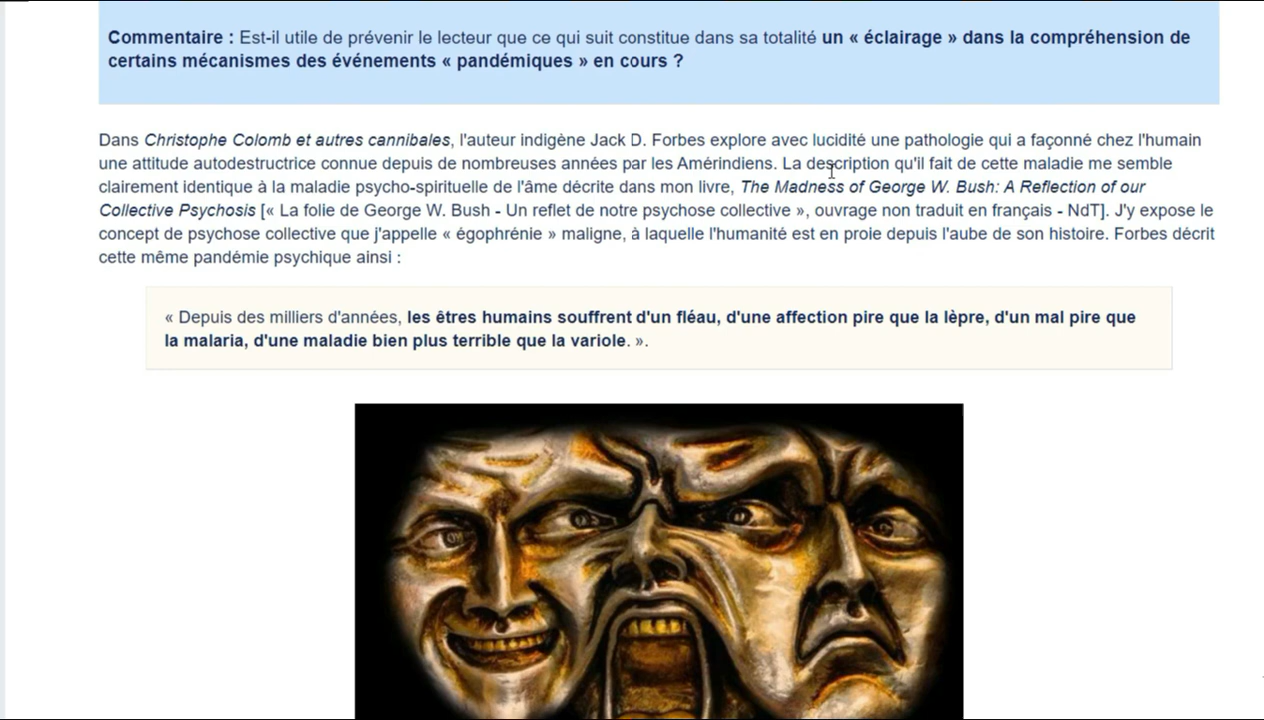 Commentaire : Est-il utile de prévenir le lecteur que ce qui suit constitue dans sa totalité un « éclairage » dans la compréhension de
certains mécanismes des événements « pandémiques » en cours ?
Dans Christophe Colomb et autres cannibales, l'auteur indigène Jack D. Forbes explore avec lucidité une pathologie qui a façonné chez l'humain
une attitude autodestructrice connue depuis de nombreuses années par les Amérindiens. La description qu'il fait de cette maladie me semble
clairement identique à la maladie psycho-spirituelle de l'âme décrite dans mon livre, The Madness of George W. Bush: A Reflection of our
Collective Psychosis [« La folie de George W. Bush - Un reflet de notre psychose collective », ouvrage non traduit en français - NdT]. J'y expose le
concept de psychose collective que j'appelle « égophrénie » maligne, à laquelle l'humanité est en proie depuis l'aube de son histoire. Forbes décrit
cette même pandémie psychique ainsi :
« Depuis des milliers d'années, les êtres humains souffrent d'un fléau, d'une affection pire que la lèpre, d'un mal pire que
la malaria, d'une maladie bien plus terrible que la variole. ».